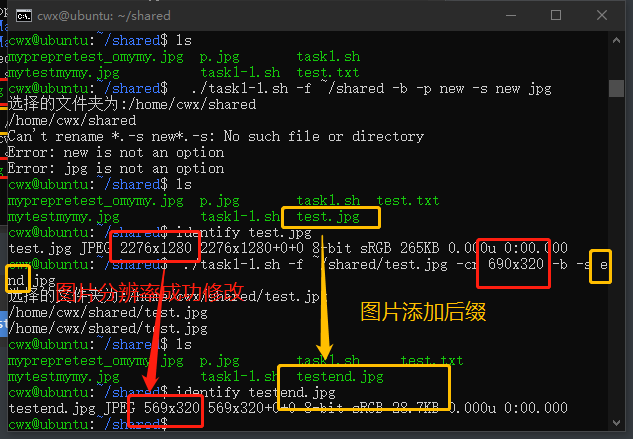 cwx@ubuntu: ~/shared
cwx@ubuntu:~/shared$ ls
myprepretest_omymy.jpg p.jpg task1.sh
mytestmymy.jpg task1-1.sh test.txt
cwx@ubuntu:~/shared$ ./task1-1.sh -f ~/shared -b -p new -s new jpg
选择的文件夹为:/home/cwx/shared
/home/cwx/shared
Can't rename *.-s new*.-s: No such file or directory
Error: new is not an option
Error: jpg is not an option
cwx@ubuntu:~/shared$ ls
myprepretest_omymy.jpg p.jpg task1.sh test.txt
mytestmymy.jpg task1-1.sh test.jpg
cwx@ubuntu:~/shared$ identify test.jpg
test.jpg JPEG 2276x1280 2276x1280+0+0 8-bit sRGB 265KB 0.000u 0:00.000
cwx@ubuntu:~/shared$ ./task1-1.sh -f ~/shared/test.jpg -cr 690x320 -b -s e
nd jpg
图片分辨率成功修改
图片添加后缀
选择的文件夹为:/home/cwx/shared/test.jpg
/home/cwx/shared/test.jpg
/home/cwx/shared/test.jpg
cwx@ubuntu:~/shared$ ls
myprepretest_omymy.jpg p.jpg task1.sh test.txt
mytestmymy.jpg task1-1.sh testend.jpg
cwx@ubuntu:~/shared$ identify testend.jpg
testend.jpg JPEG 569x320 569x320+0+0 8-bit sRGB 28.7KB 0.000u 0:00.000